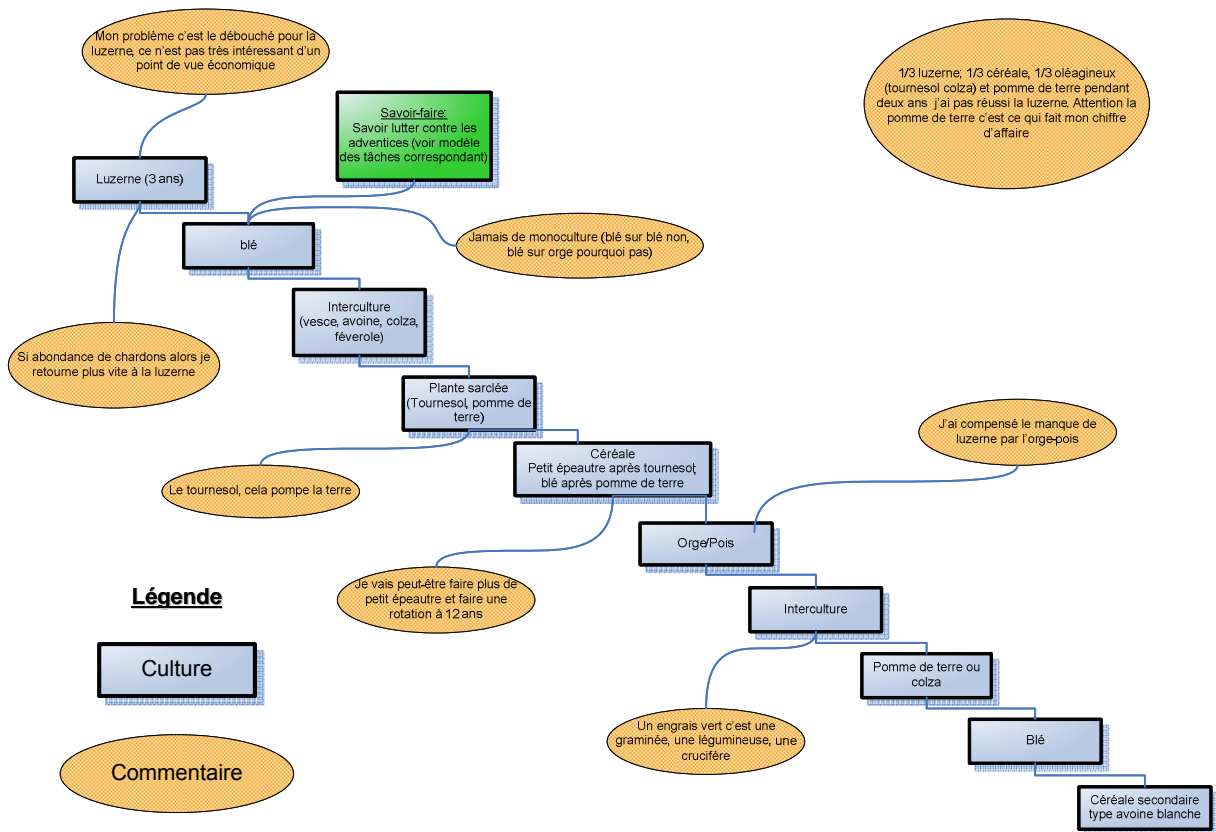 Mon problème c'est le débouché pour la
luzerne, ce n'est pas très intéressant d'un
point de vue économique
1/3 luzerne; 1/3 céréale, 1/3 oléagineux
(tournesol colza) et pomme de terre pendant
deux ans j'ai pas réussi la luzerne. Attention la
pomme de terre c'est ce qui fait mon chiffre
d'affaire
Savoir-faire:
Savoir lutter contre les
adventices (voir modèle
des tâches correspondant)
Luzerne (3 ans)
blé
Jamais de monoculture (blé sur blé non,
blé sur orge pourquoi pas)
Interculture
(vesce, avoine, colza,
féverole)
Si abondance de chardons alors je
retourne plus vite à la luzerne
Plante sarclée
(Tournesol, pomme de
terre)
J'ai compensé le manque de
luzerne par l'orge-pois
Céréale
Petit épeautre après tournesol;
blé après pomme de terre
Le tournesol, cela pompe la terre
Orge/Pois
Je vais peut-être faire plus de
petit épeautre et faire une
rotation à 12 ans
Interculture
Légende
Culture
Pomme de terre ou
colza
Un engrais vert c'est une
graminée, une légumineuse, une
crucifère
Blé
Commentaire
Céréale secondaire
type avoine blanche